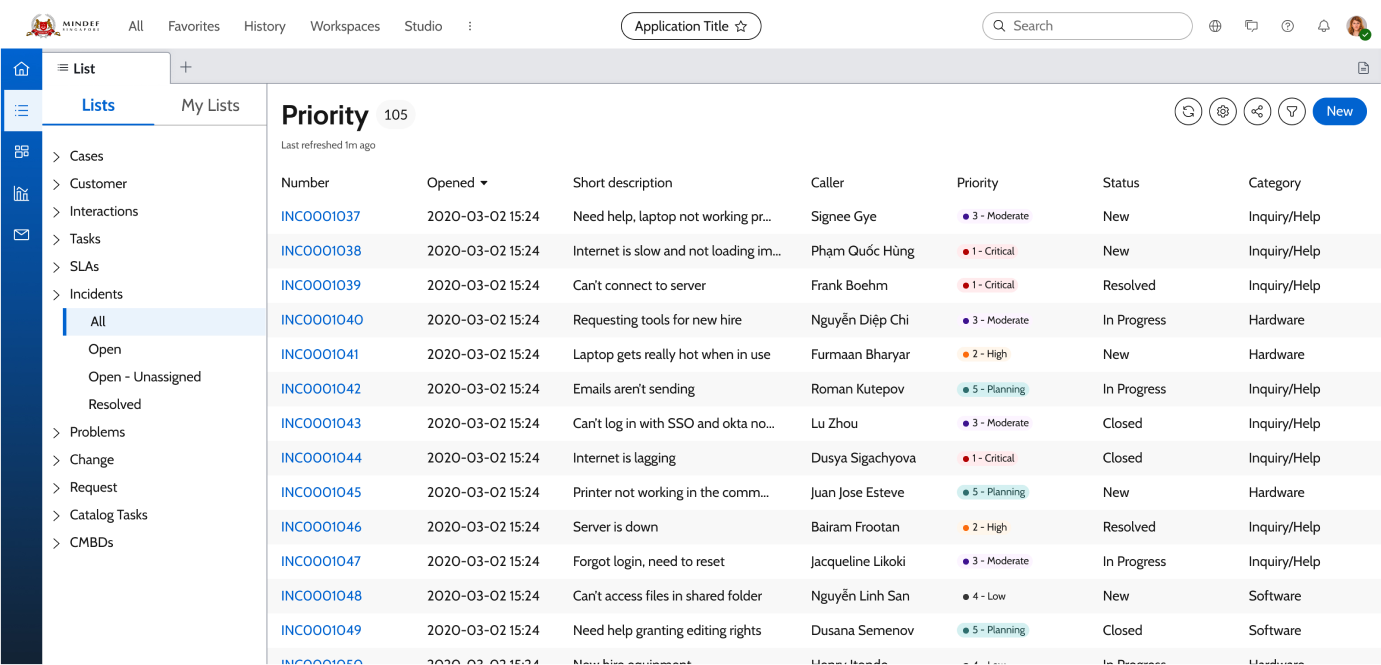 MINDEF
SINGAPORE
All Favorites History Workspaces Studio
Application Title
Search
List
Lists My Lists
Cases
Customer
Interactions
Tasks
SLAs
Incidents
All
Open
Open - Unassigned
Resolved
Problems
Change
Request
Catalog Tasks
CMBDs
Priority 105
Last refreshed 1m ago
New
Number Opened Short description Caller Priority Status Category
INC0001037 2020-03-02 15:24 Need help, laptop not working pr... Signee Gye 3 - Moderate New Inquiry/Help
INC0001038 2020-03-02 15:24 Internet is slow and not loading im... Phạm Quốc Hùng 1 - Critical New Inquiry/Help
INC0001039 2020-03-02 15:24 Can't connect to server Frank Boehm 1 - Critical Resolved Inquiry/Help
INC0001040 2020-03-02 15:24 Requesting tools for new hire Nguyễn Diệp Chi 3 - Moderate In Progress Hardware
INC0001041 2020-03-02 15:24 Laptop gets really hot when in use Furmaan Bharyar 2 - High New Hardware
INC0001042 2020-03-02 15:24 Emails aren't sending Roman Kutepov 5 - Planning In Progress Inquiry/Help
INC0001043 2020-03-02 15:24 Can't log in with SSO and okta no... Lu Zhou 3 - Moderate Closed Inquiry/Help
INC0001044 2020-03-02 15:24 Internet is lagging Dusya Sigachyova 1 - Critical Closed Inquiry/Help
INC0001045 2020-03-02 15:24 Printer not working in the comm... Juan Jose Esteve 5 - Planning New Hardware
INC0001046 2020-03-02 15:24 Server is down Bairam Frootan 2 - High Resolved Inquiry/Help
INC0001047 2020-03-02 15:24 Forgot login, need to reset Jacqueline Likoki 3 - Moderate In Progress Inquiry/Help
INC0001048 2020-03-02 15:24 Can't access files in shared folder Nguyễn Linh San 4 - Low New Software
INC0001049 2020-03-02 15:24 Need help granting editing rights Dusana Semenov 5 - Planning Closed Software
INC0001050 2020-03-02 15:24 New hire equipment